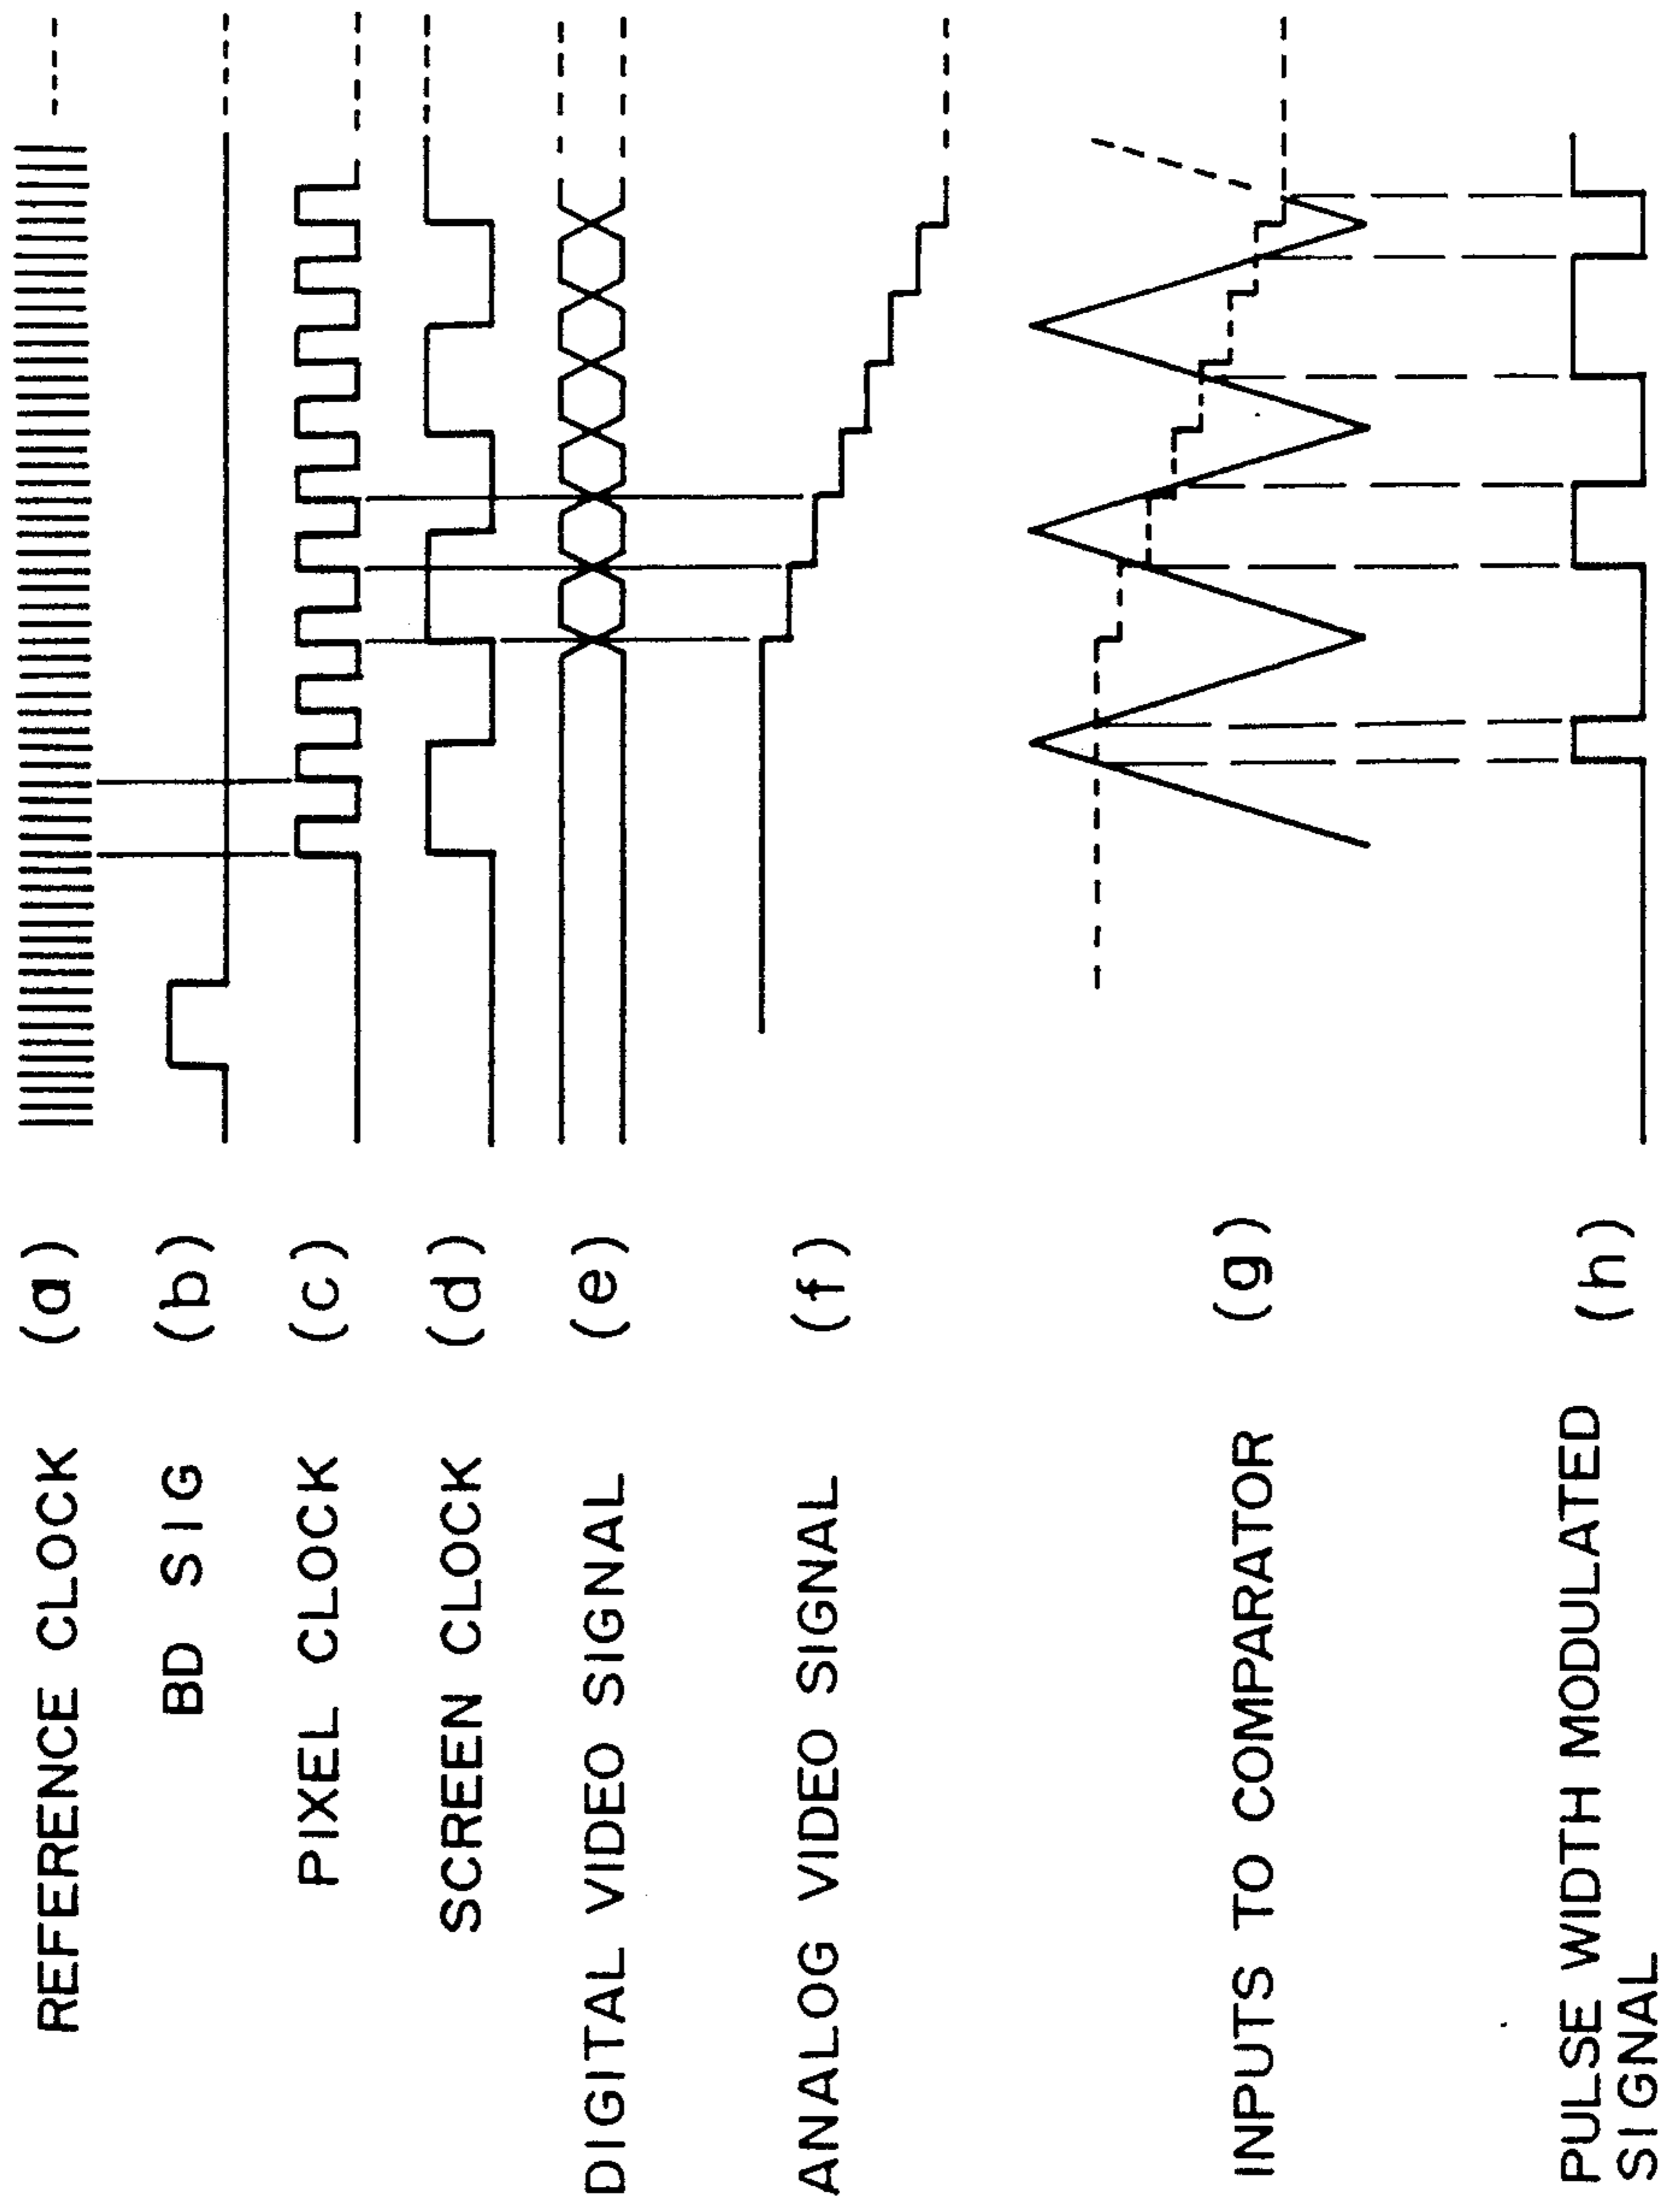 REFERENCE CLOCK (a)
BD SIG (b)
PIXEL CLOCK (c)
SCREEN CLOCK (d)
DIGITAL VIDEO SIGNAL (e)
ANALOG VIDEO SIGNAL (f)
INPUTS TO COMPARATOR (g)
PULSE WIDTH MODULATED (h)
SIGNAL